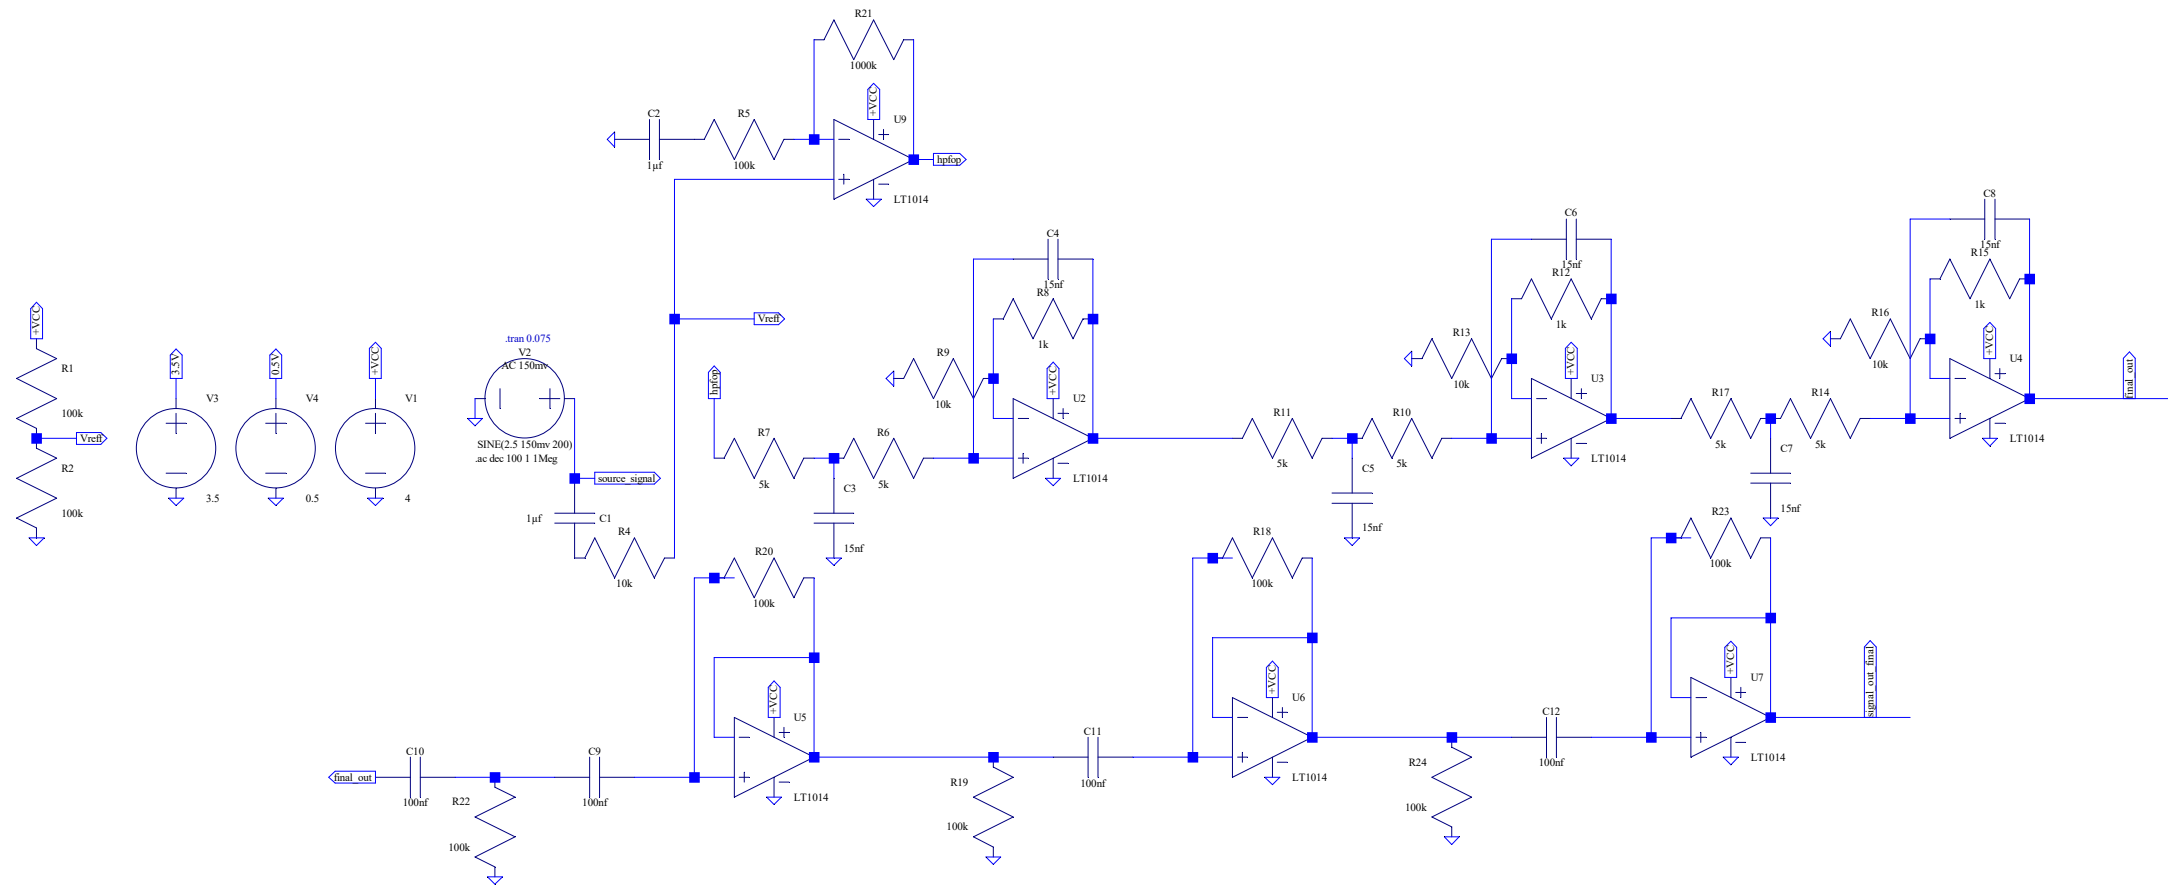 R21
1000k
+VCC
U9
C2
1µf
R5
100k
hpfop
LT1014
+VCC
R1
100k
Vreff
R2
100k
3.5V
V3
3.5
0.5V
V4
0.5
+VCC
V1
4
.tran 0.075
V2
AC 150mv
SINE(2.5 150mv 200)
.ac dec 100 1 1Meg
source_signal
1µf
C1
R4
10k
Vreff
hpfop
R7
5k
C3
15nf
R6
5k
C4
15nf
R8
1k
R9
10k
+VCC
U2
LT1014
R11
5k
C5
15nf
R10
5k
C6
15nf
R12
1k
R13
10k
+VCC
U3
LT1014
R17
5k
C7
15nf
R14
5k
C8
15nf
R15
1k
R16
10k
+VCC
U4
LT1014
final_out
final_out
C10
100nf
R22
100k
C9
100nf
R20
100k
+VCC
U5
LT1014
R19
100k
C11
100nf
R18
100k
+VCC
U6
LT1014
R24
100k
C12
100nf
R23
100k
+VCC
U7
LT1014
signal_out_final